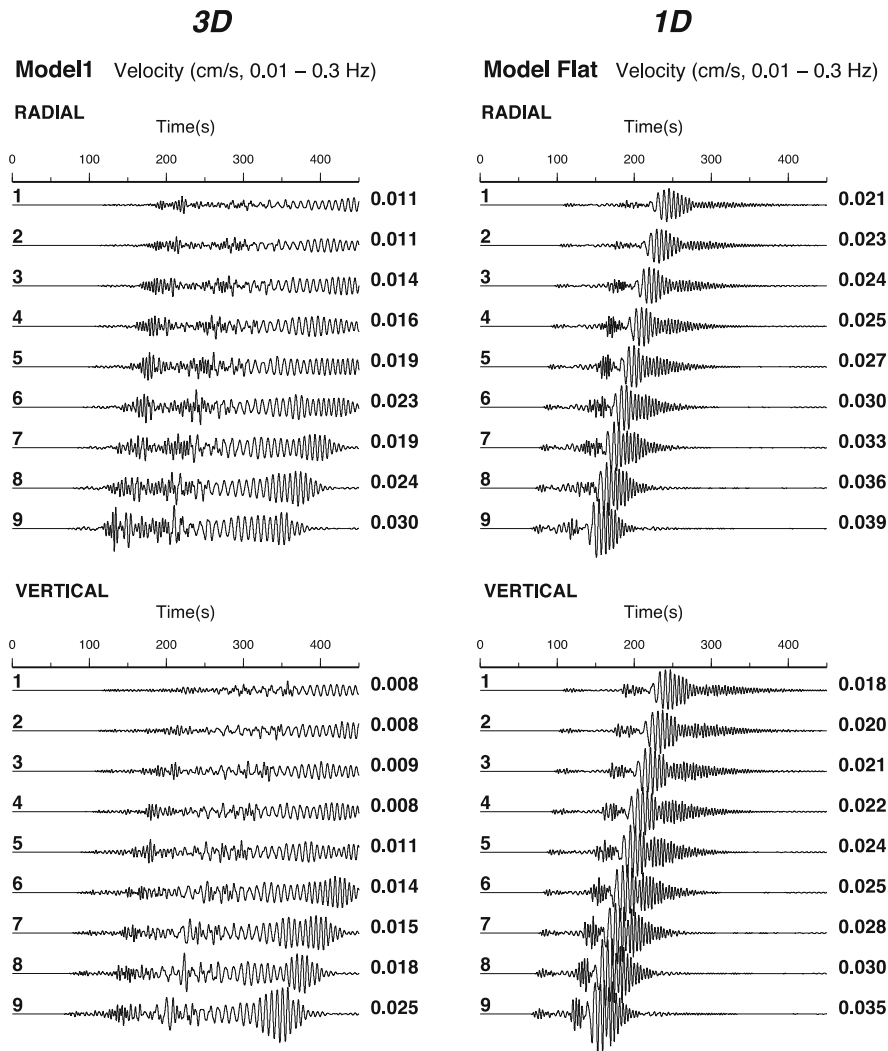 3D
1D
Model1 Velocity (cm/s, 0.01 – 0.3 Hz)
Model Flat Velocity (cm/s, 0.01 – 0.3 Hz)
RADIAL
Time(s)
0 100 200 300 400
1 0.011
2 0.011
3 0.014
4 0.016
5 0.019
6 0.023
7 0.019
8 0.024
9 0.030
RADIAL
Time(s)
0 100 200 300 400
1 0.021
2 0.023
3 0.024
4 0.025
5 0.027
6 0.030
7 0.033
8 0.036
9 0.039
VERTICAL
Time(s)
0 100 200 300 400
1 0.008
2 0.008
3 0.009
4 0.008
5 0.011
6 0.014
7 0.015
8 0.018
9 0.025
VERTICAL
Time(s)
0 100 200 300 400
1 0.018
2 0.020
3 0.021
4 0.022
5 0.024
6 0.025
7 0.028
8 0.030
9 0.035